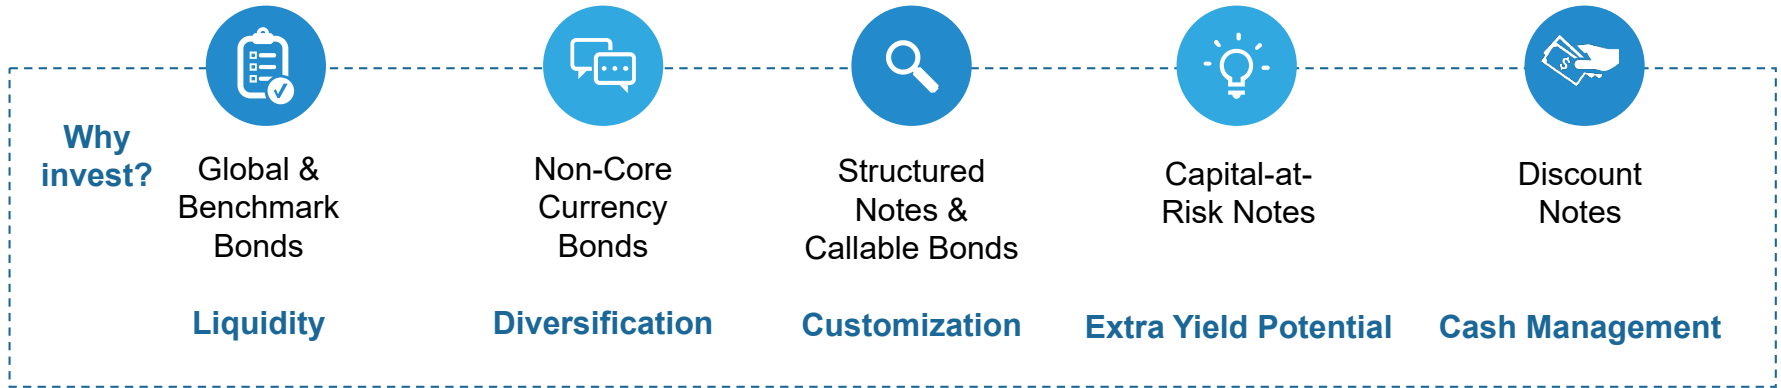 Why
invest?
Global &
Benchmark
Bonds
Liquidity
Non-Core
Currency
Bonds
Diversification
Structured
Notes &
Callable Bonds
Customization
Capital-at-
Risk Notes
Extra Yield Potential
Discount
Notes
Cash Management